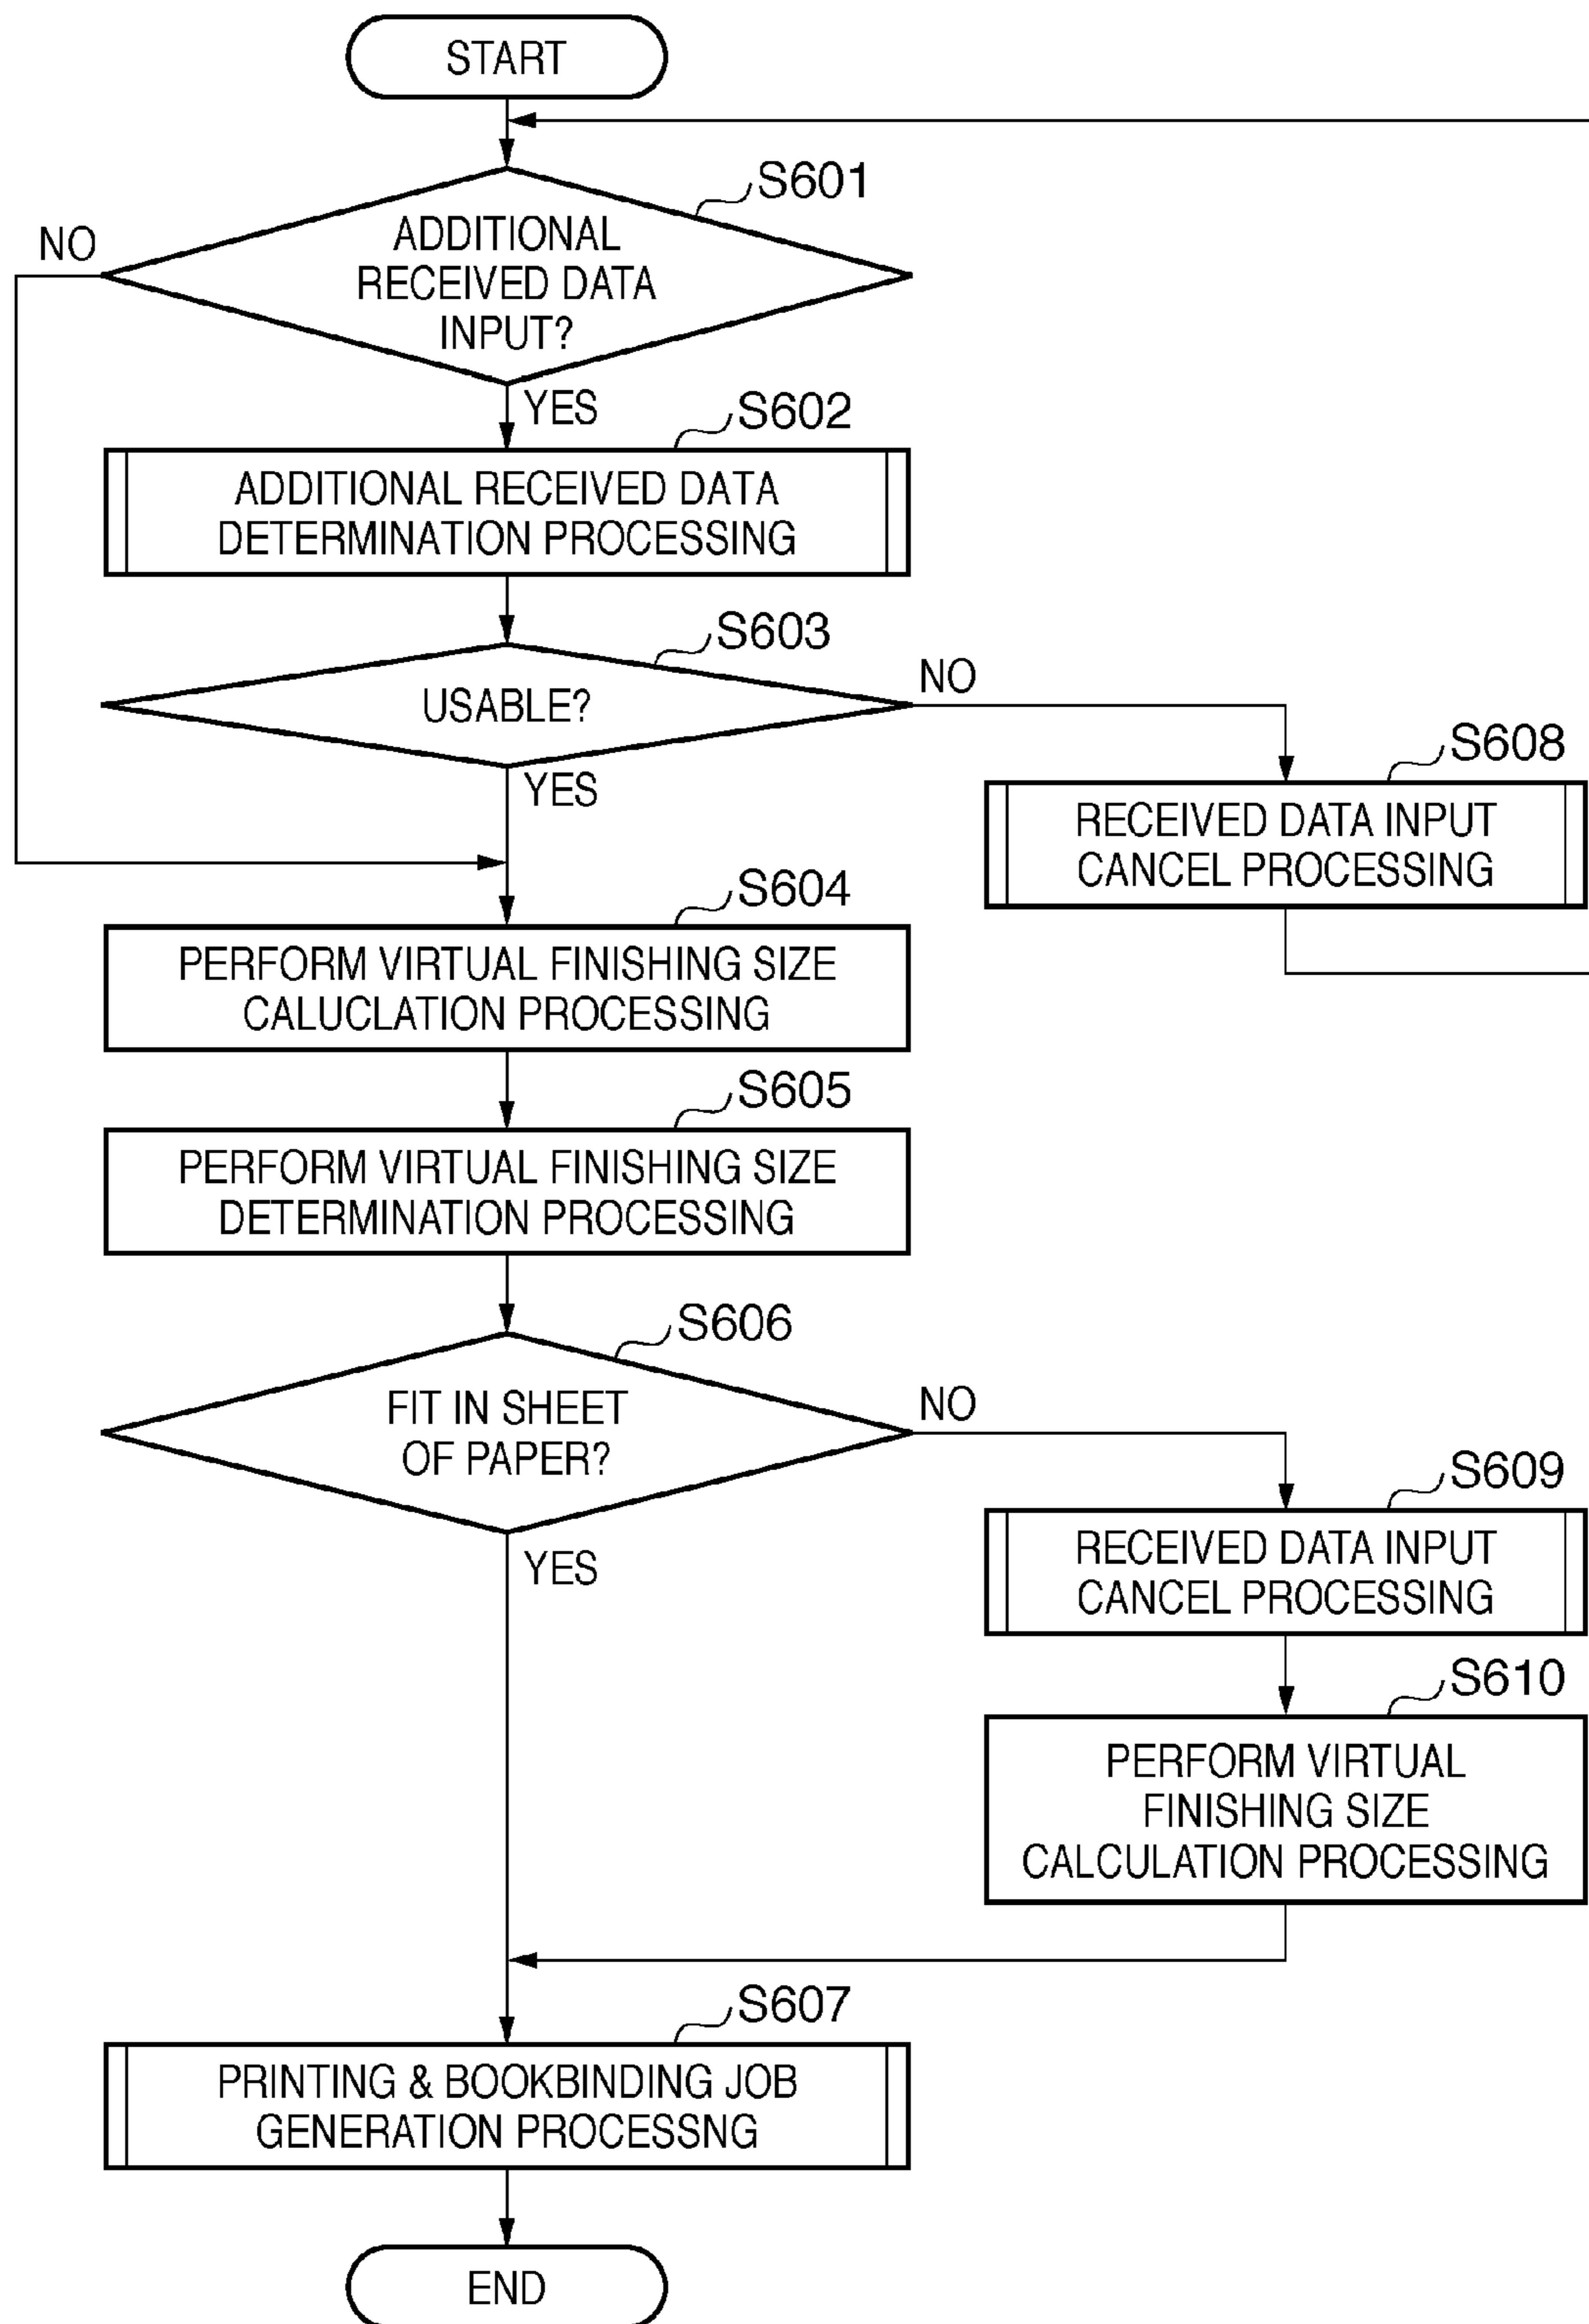 START
S601
NO
ADDITIONAL
RECEIVED DATA
INPUT?
YES
S602
ADDITIONAL RECEIVED DATA
DETERMINATION PROCESSING
S603
USABLE?
NO
YES
S608
RECEIVED DATA INPUT
CANCEL PROCESSING
S604
PERFORM VIRTUAL FINISHING SIZE
CALUCLATION PROCESSING
S605
PERFORM VIRTUAL FINISHING SIZE
DETERMINATION PROCESSING
S606
FIT IN SHEET
OF PAPER?
NO
YES
S609
RECEIVED DATA INPUT
CANCEL PROCESSING
S610
PERFORM VIRTUAL
FINISHING SIZE
CALCULATION PROCESSING
S607
PRINTING & BOOKBINDING JOB
GENERATION PROCESSNG
END